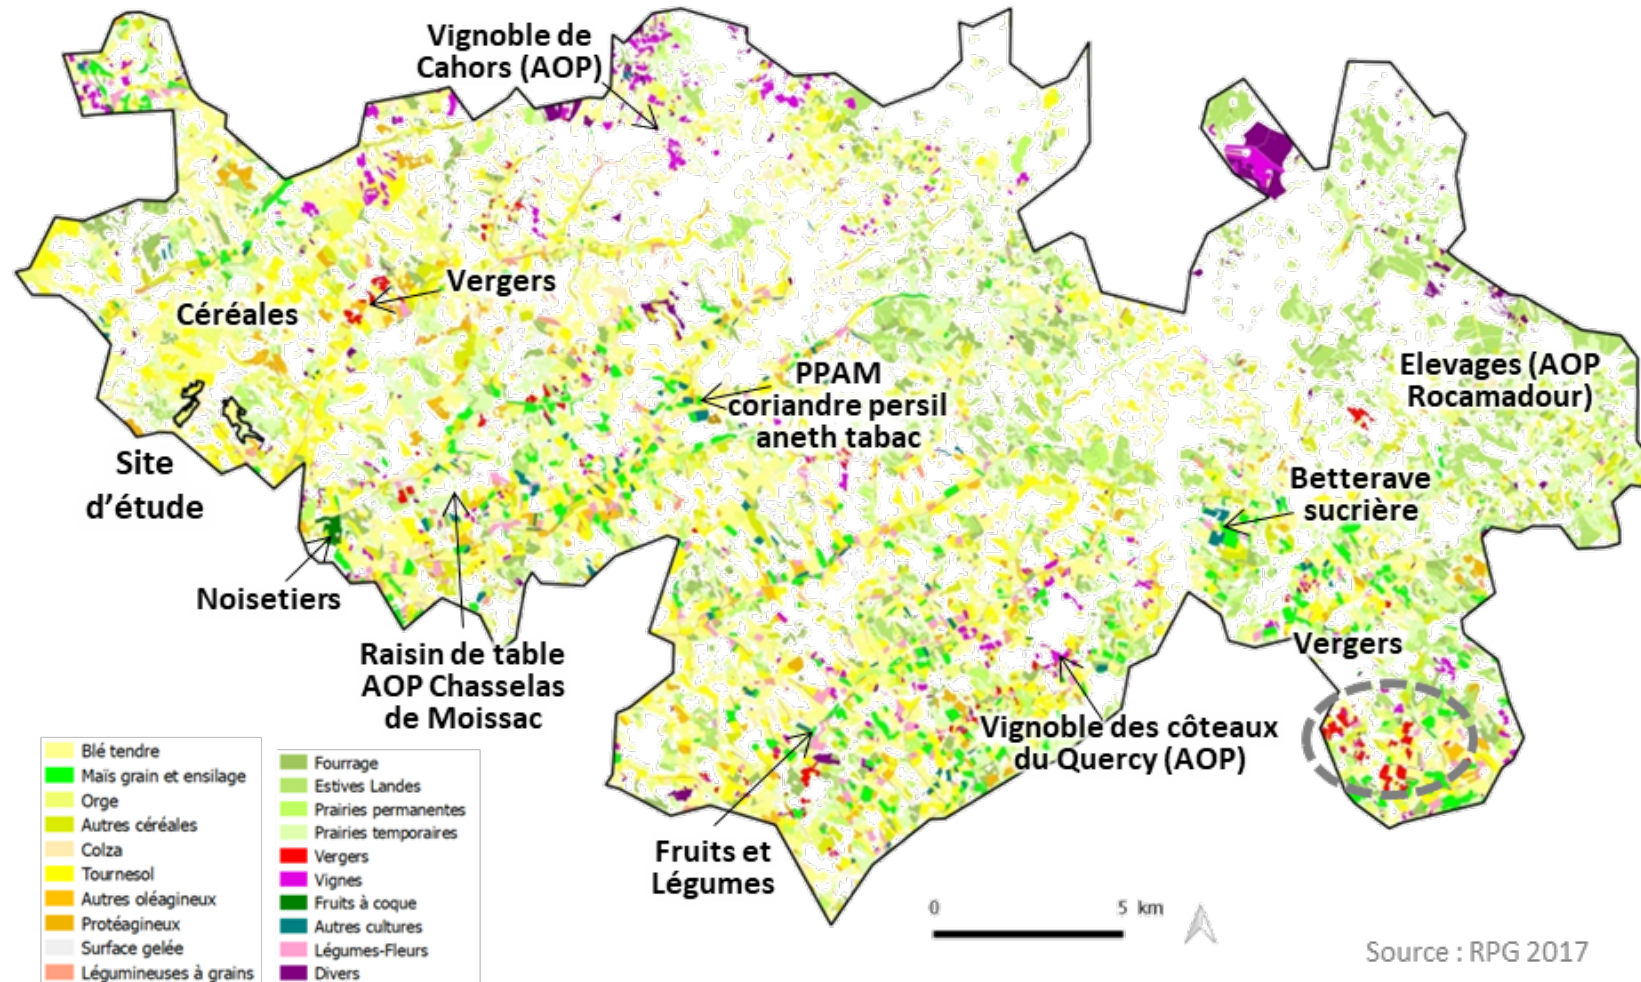 Vignoble de
Cahors (AOP)
Vergers
Céréales
PPAM
coriandre persil
aneth tabac
Elevages (AOP
Rocamadour)
Site
d’étude
Betterave
sucrière
Noisetiers
Raisin de table
AOP Chasselas
de Moissac
Vergers
Vignoble des côteaux
du Quercy (AOP)
Fruits et
Légumes
Blé tendre
Maïs grain et ensilage
Orge
Autres céréales
Colza
Tournesol
Autres oléagineux
Protéagineux
Surface gelée
Légumineuses à grains
Fourrage
Estives Landes
Prairies permanentes
Prairies temporaires
Vergers
Vignes
Fruits à coque
Autres cultures
Légumes-Fleurs
Divers
0 5 km
Source : RPG 2017